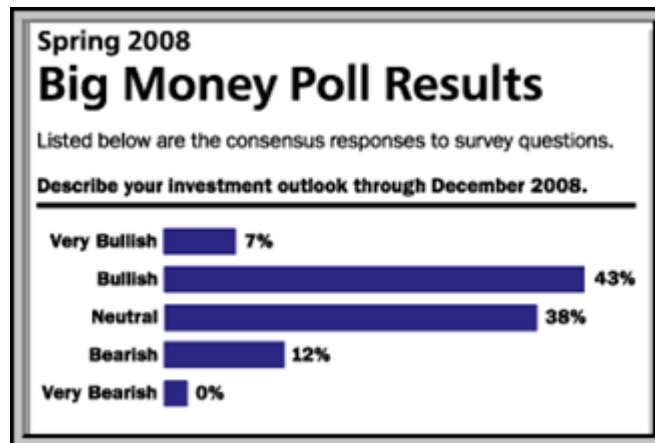 Spring 2008
Big Money Poll Results
Listed below are the consensus responses to survey questions.
Describe your investment outlook through December 2008.
Very Bullish 7%
Bullish 43%
Neutral 38%
Bearish 12%
Very Bearish 0%